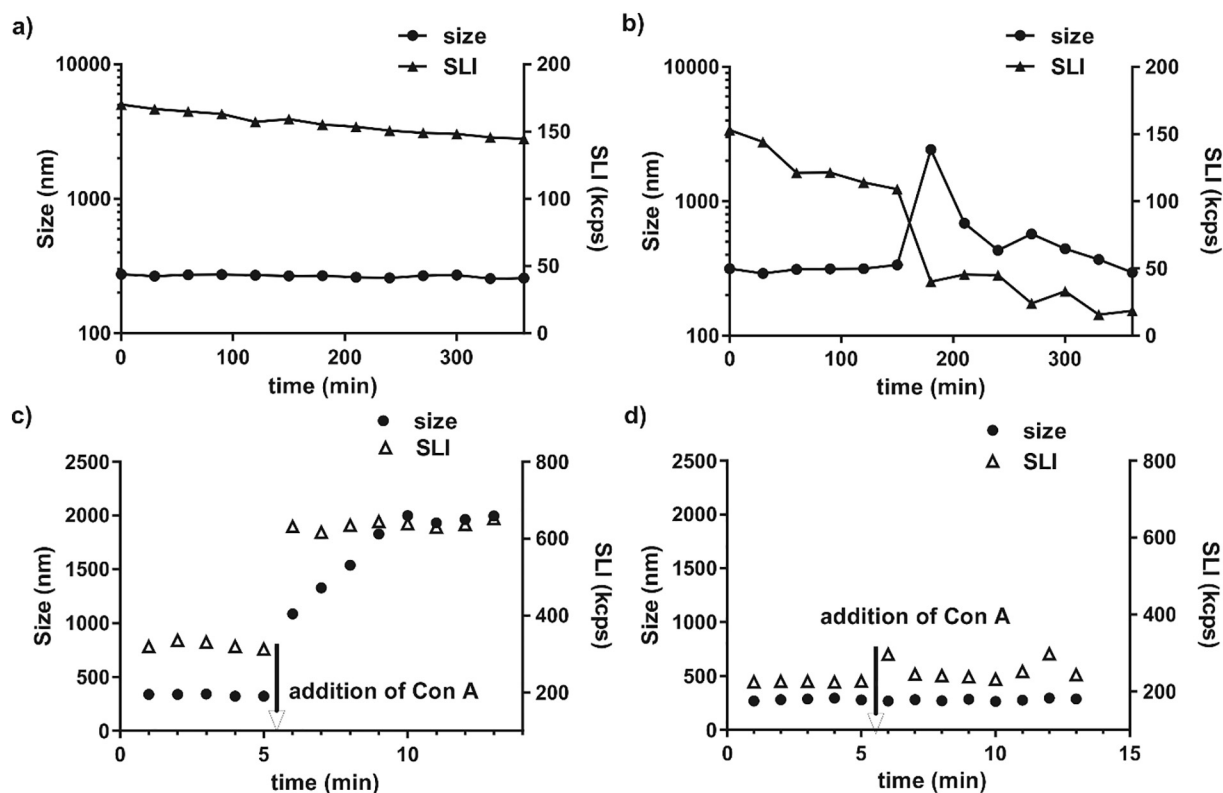 a)
size
SLI
10000
1000
100
Size (nm)
200
150
100
50
0
SLI (kcps)
0 100 200 300
time (min)
b)
size
SLI
10000
1000
100
Size (nm)
200
150
100
50
0
SLI (kcps)
0 100 200 300
time (min)
c)
size
SLI
2500
2000
1500
1000
500
0
Size (nm)
800
600
400
200
SLI (kcps)
addition of Con A
0 5 10
time (min)
d)
size
SLI
2500
2000
1500
1000
500
0
Size (nm)
800
600
400
200
SLI (kcps)
addition of Con A
0 5 10 15
time (min)